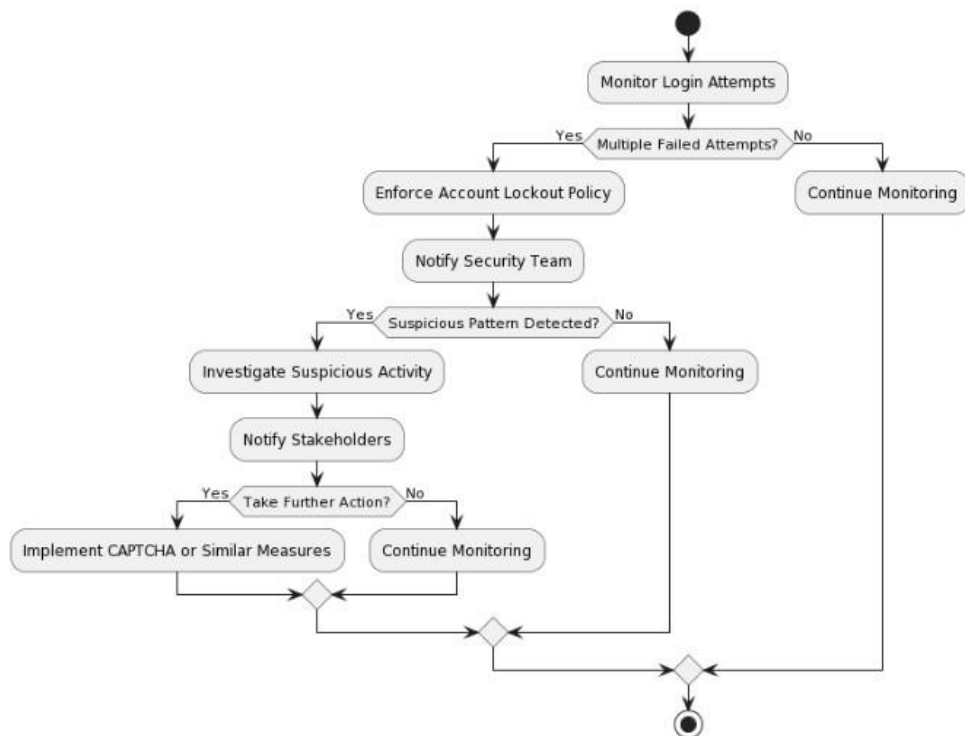 Monitor Login Attempts
Yes
Multiple Failed Attempts?
No
Enforce Account Lockout Policy
Continue Monitoring
Notify Security Team
Yes
Suspicious Pattern Detected?
No
Investigate Suspicious Activity
Continue Monitoring
Notify Stakeholders
Yes
Take Further Action?
No
Implement CAPTCHA or Similar Measures
Continue Monitoring